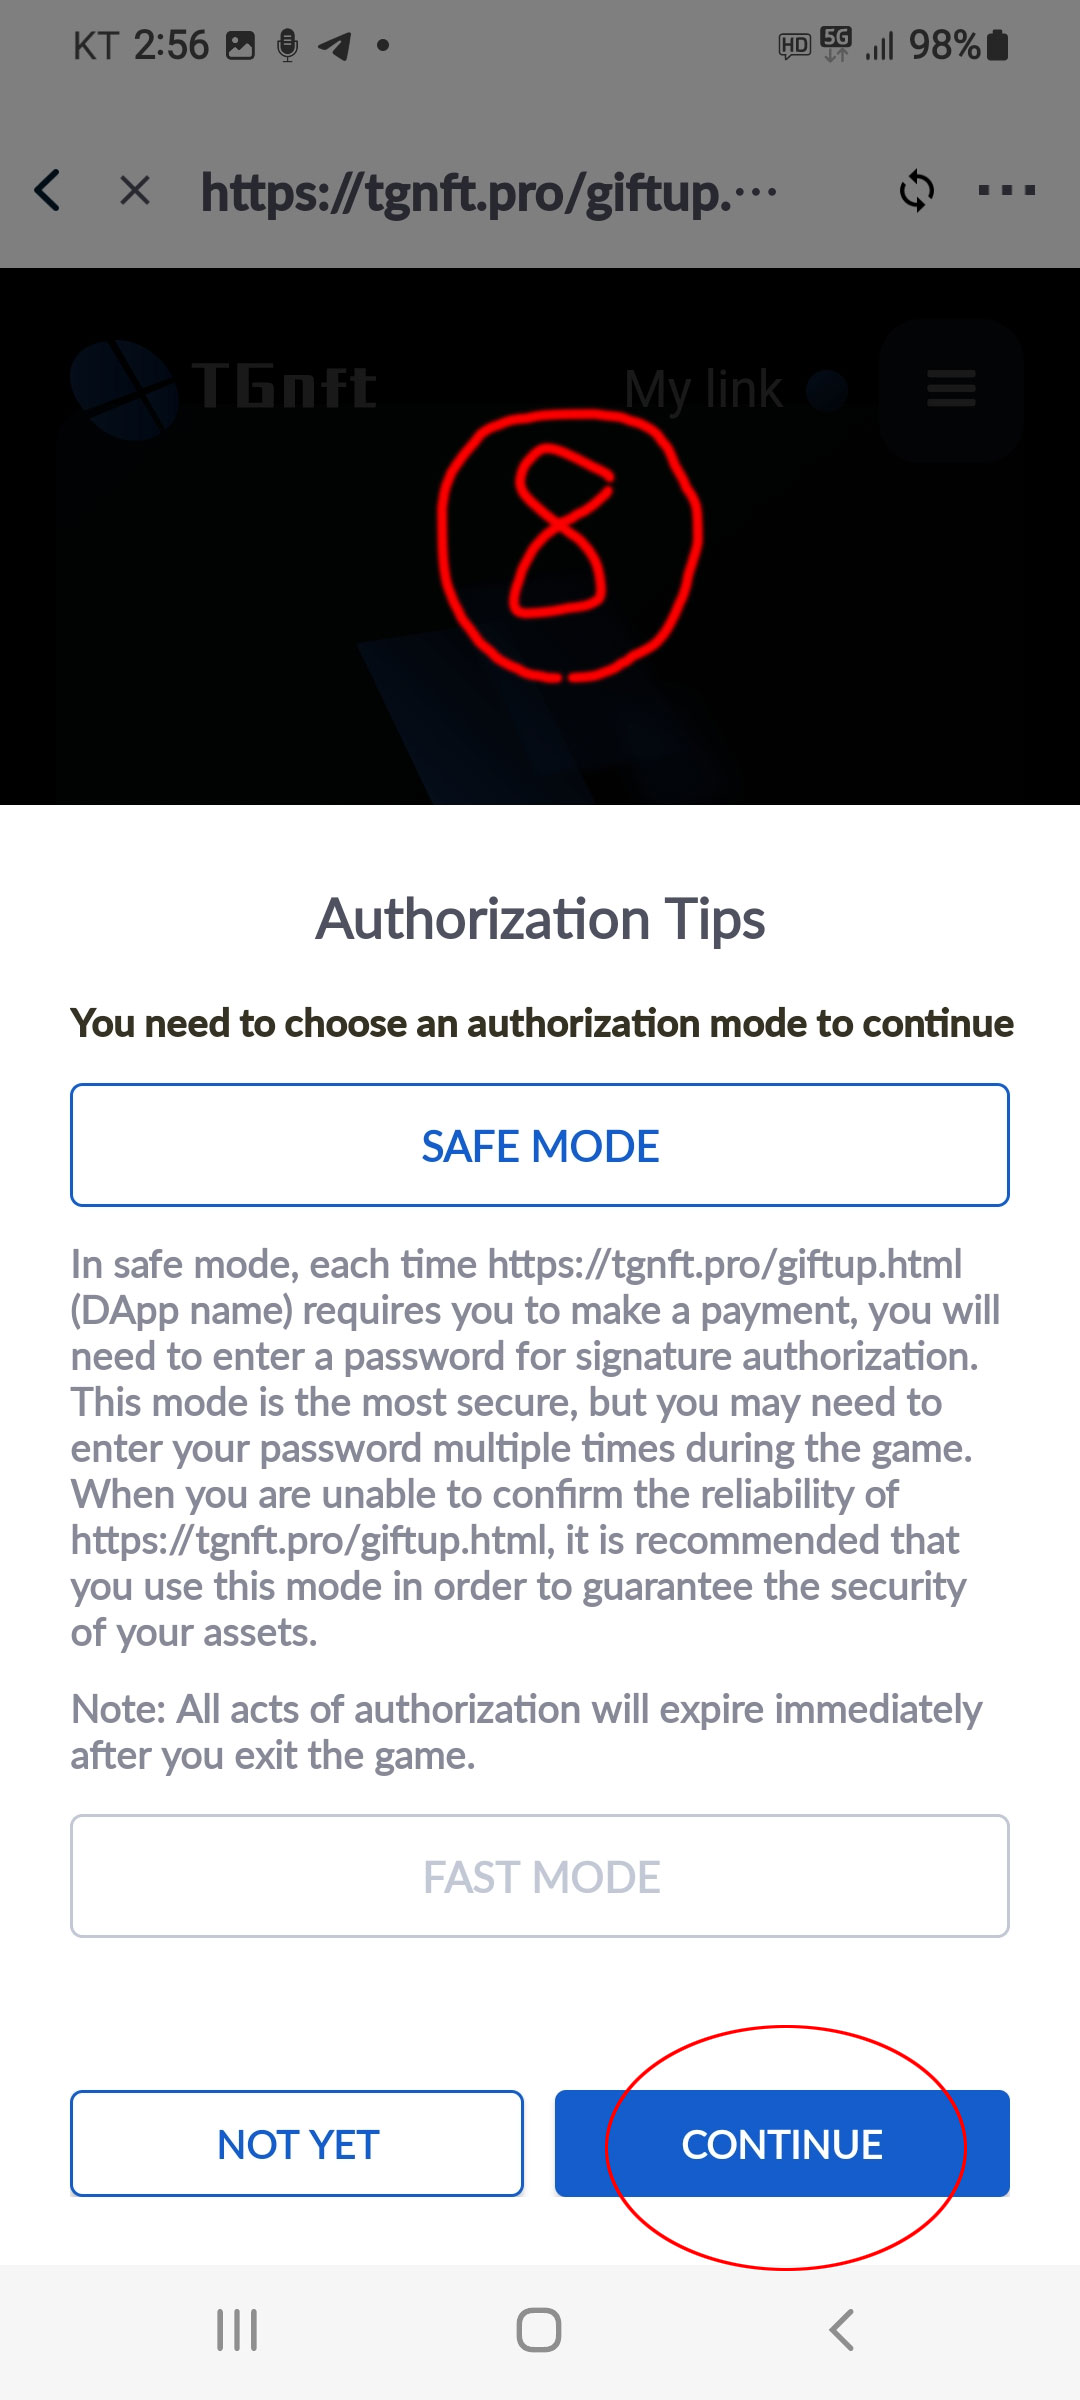 KT 2:56 HD 5G 98%
https://tgnft.pro/giftup.···
TGnft My link
8
Authorization Tips
You need to choose an authorization mode to continue
SAFE MODE
In safe mode, each time https://tgnft.pro/giftup.html
(DApp name) requires you to make a payment, you will
need to enter a password for signature authorization.
This mode is the most secure, but you may need to
enter your password multiple times during the game.
When you are unable to confirm the reliability of
https://tgnft.pro/giftup.html, it is recommended that
you use this mode in order to guarantee the security
of your assets.
Note: All acts of authorization will expire immediately
after you exit the game.
FAST MODE
NOT YET CONTINUE